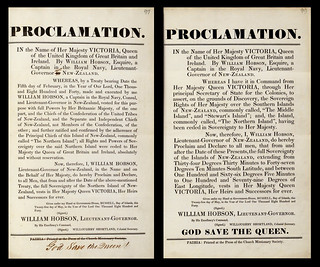 PROCLAMATION.
IN the Name of Her Majesty VICTORIA, Queen
of the United Kingdom of Great Britain and
Ireland. By WILLIAM HOBSON, Esquire, a
Captain in the Royal Navy, Lieutenant-
Governor of NEW-ZEALAND.
WHEREAS, by a Treaty bearing Date the
Fifth day of February, in the Year of Our Lord, One Thou-
sand Eight Hundred and Forty, made and executed by me
WILLIAM HOBSON, a Captain in the Royal Navy, Consul,
and Lieutenant-Governor in New-Zealand, vested for this pur-
pose with full Powers by Her Britannic Majesty, of the one
part, and the Chiefs of the Confederation of the United Tribes
of New-Zealand, and the Separate and Independent Chiefs of
New-Zealand, not Members of the Confederation, of the
other; and further ratified and confirmed by the adherence of
the Principal Chiefs of this Island of New-Zealand, commonly
called "The Northern Island"; all Rights and Powers of Sov-
ereignty over the said Northern Island were ceded to Her
Majesty the Queen of Great Britain and Ireland, absolutely
and without reservation.
Now, therefore, I, WILLIAM HOBSON,
Lieutenant-Governor of New-Zealand, in the Name and on
the Behalf of Her Majesty, do hereby Proclaim and Declare,
to all Men, that from and after the Date of the above-mentioned
Treaty, the full Sovereignty of the Northern Island of New-
Zealand, vests in Her Majesty Queen VICTORIA, Her Heirs
and Successors for ever.
(Signed)
WILLIAM HOBSON, LIEUTENANT-GOVERNOR.
By His Excellency's Command,
(Signed) WILLOUGHBY SHORTLAND, Colonial Secretary.
PAIHIA: Printed at the Press of the Church Missionary Society.
God Save the Queen!
PROCLAMATION.
IN the Name of Her Majesty VICTORIA, Queen
of the United Kingdom of Great Britain and
Ireland. By WILLIAM HOBSON, Esquire, a
Captain in the Royal Navy, Lieutenant-
Governor of NEW-ZEALAND.
WHEREAS I have it in Command from
Her Majesty Queen VICTORIA, through Her
principal Secretary of State for the Colonies, to
assert, on the grounds of Discovery, the Sovereign
Rights of Her Majesty over the Southern Islands
of New-Zealand, commonly called, "The Middle
Island", and "Stewart's Island"; and, the Island,
commonly called, "The Northern Island", having
been ceded in Sovereignty to Her Majesty.
Now, therefore, I, WILLIAM HOBSON,
Lieutenant-Governor of New-Zealand, do hereby
Proclaim and Declare to all men, that from and
after the Date of these Presents, the full Sovereignty
of the Islands of New-Zealand, extending from
Thirty-four Degrees Thirty Minutes to Forty-seven
Degrees Ten Minutes South Latitude, and between
One Hundred and Sixty-six Degrees Five Minutes
to One Hundred and Seventy-nine Degrees of
East Longitude, vests in Her Majesty Queen
VICTORIA, Her Heirs and Successors for ever.
(Signed)
WILLIAM HOBSON, LIEUTENANT-GOVERNOR.
By His Excellency's Command,
(Signed) WILLOUGHBY SHORTLAND, Colonial Secretary.
GOD SAVE THE QUEEN.
PAIHIA: Printed at the Press of the Church Missionary Society.